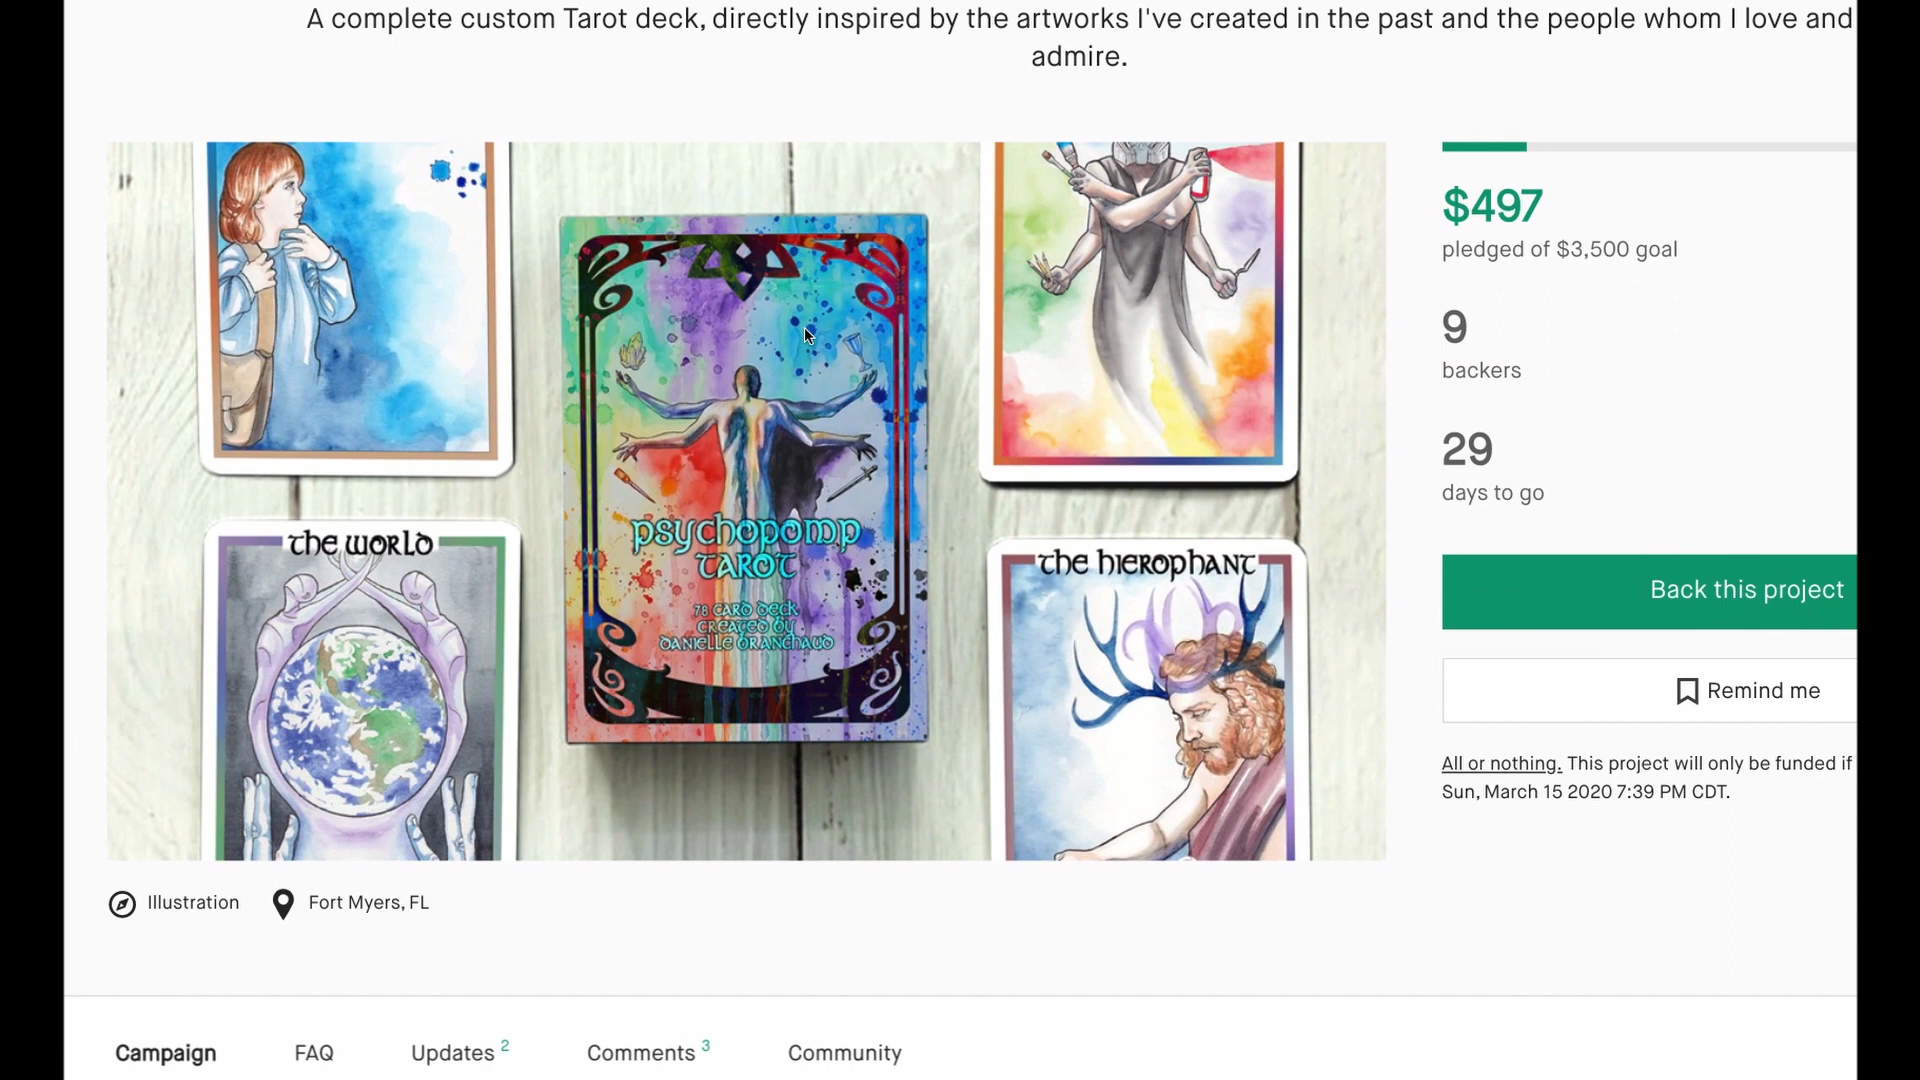 A complete custom Tarot deck, directly inspired by the artworks I've created in the past and the people whom I love and
admire.
the world
psychopomp
tarot
78 card deck
created by
the hierophant
$497
pledged of $3,500 goal
9
backers
29
days to go
Back this project
Remind me
All or nothing. This project will only be funded if
Sun, March 15 2020 7:39 PM CDT.
Illustration
Fort Myers, FL
Campaign
FAQ
Updates 2
Comments 3
Community